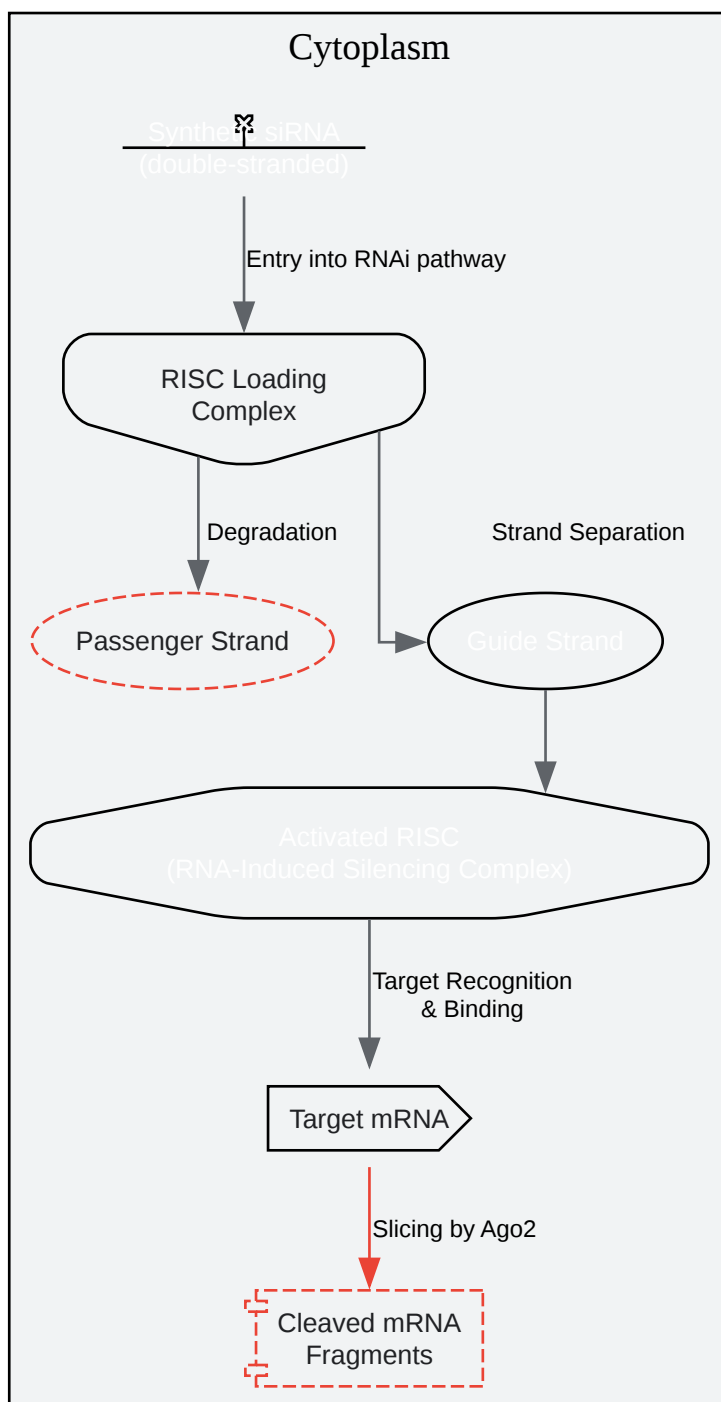 Cytoplasm
Synthetic siRNA
(double-stranded)
Entry into RNAi pathway
RISC Loading
Complex
Degradation
Strand Separation
Passenger Strand
Guide Strand
Activated RISC
(RNA-Induced Silencing Complex)
Target Recognition
& Binding
Target mRNA
Slicing by Ago2
Cleaved mRNA
Fragments